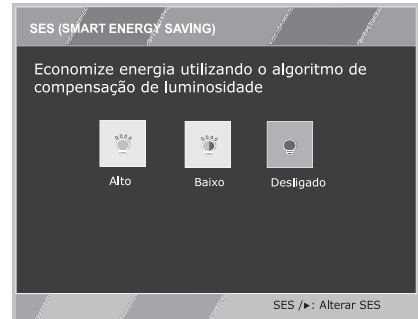 SES (SMART ENERGY SAVING)
Economize energia utilizando o algoritmo de
compensação de luminosidade
Alto Baixo Desligado
SES /►: Alterar SES